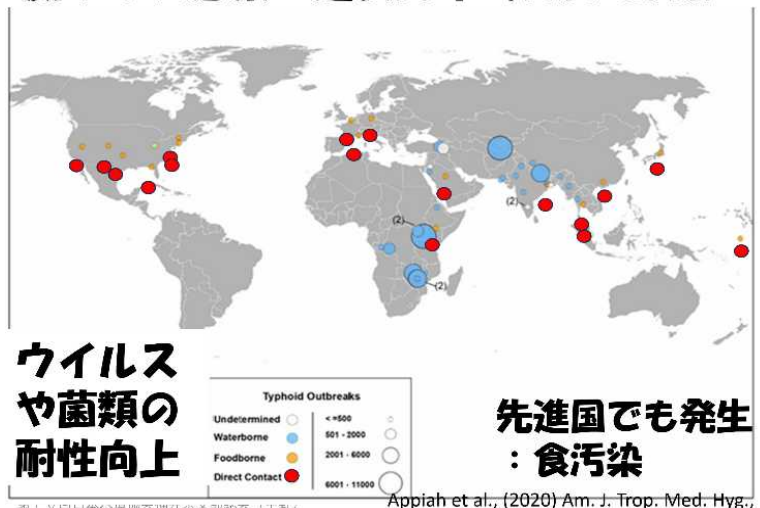 (2)
(2)
(2)
ウイルス
や菌類の
耐性向上
Typhoid Outbreaks
Undetermined
Waterborne
Foodborne
Direct Contact
< =500
501 - 2000
2001 - 6000
6001 - 11000
先進国でも発生
：食汚染
Appiah et al., (2020) Am. J. Trop. Med. Hyg.,